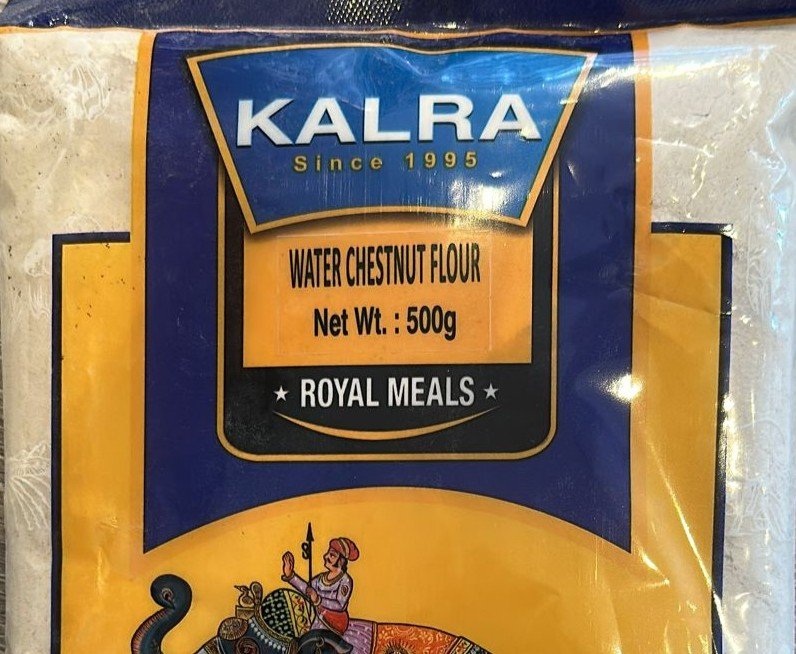 KALRA
Since 1995
WATER CHESTNUT FLOUR
Net Wt. : 500g
★ ROYAL MEALS ★